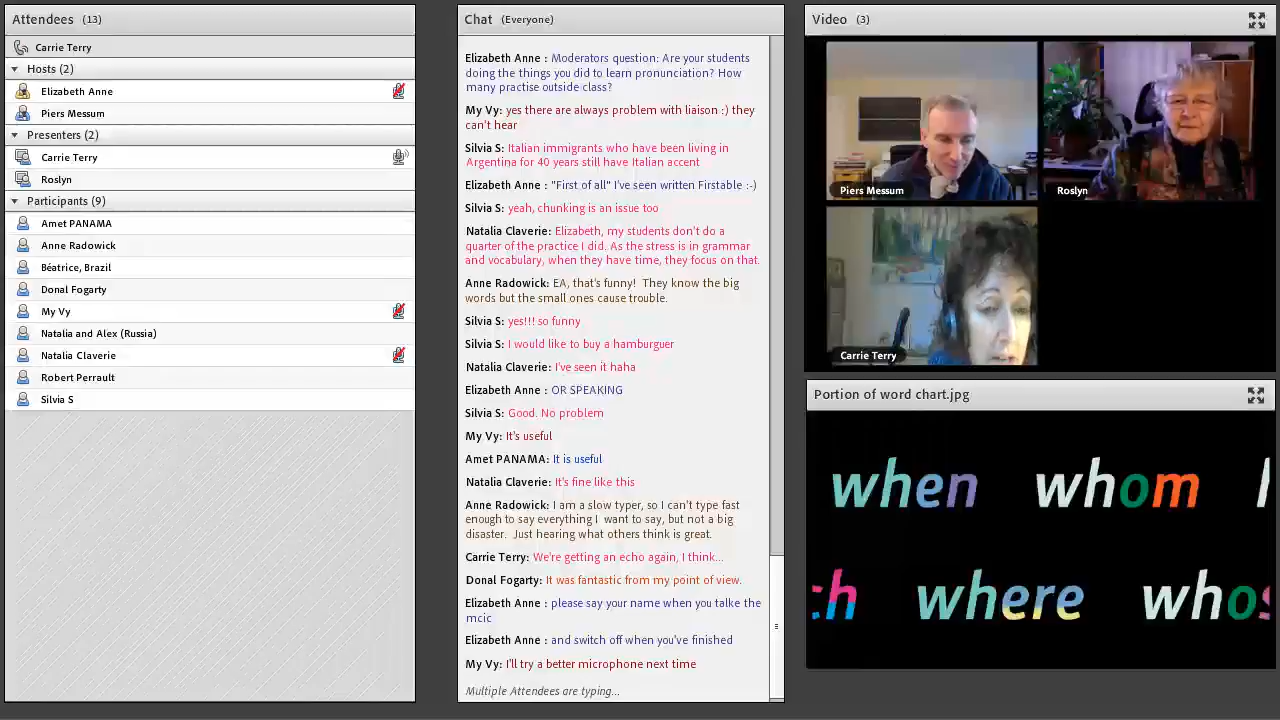 Attendees (13)
Carrie Terry
Hosts (2)
Elizabeth Anne
Piers Messum
Presenters (2)
Carrie Terry
Roslyn
Participants (9)
Amet PANAMA
Anne Radowick
Béatrice, Brazil
Donal Fogarty
My Vy
Natalia and Alex (Russia)
Natalia Claverie
Robert Perrault
Silvia S
Chat (Everyone)
Elizabeth Anne : Moderators question: Are your students
doing the things you did to learn pronunciation? How
many practise outside class?
My Vy: yes there are always problem with liaison :) they
can't hear
Silvia S: Italian immigrants who have been living in
Argentina for 40 years still have Italian accent
Elizabeth Anne : "First of all" I've seen written Firstable :-)
Silvia S: yeah, chunking is an issue too
Natalia Claverie: Elizabeth, my students don't do a
quarter of the practice I did. As the stress is in grammar
and vocabulary, when they have time, they focus on that.
Anne Radowick: EA, that's funny! They know the big
words but the small ones cause trouble.
Silvia S: yes!!! so funny
Silvia S: I would like to buy a hamburguer
Natalia Claverie: I've seen it haha
Elizabeth Anne : OR SPEAKING
Silvia S: Good. No problem
My Vy: It's useful
Amet PANAMA: It is useful
Natalia Claverie: It's fine like this
Anne Radowick: I am a slow typer, so I can't type fast
enough to say everything I want to say, but not a big
disaster. Just hearing what others think is great.
Carrie Terry: We're getting an echo again, I think...
Donal Fogarty: It was fantastic from my point of view.
Elizabeth Anne : please say your name when you talke the
mcic
Elizabeth Anne : and switch off when you've finished
My Vy: I'll try a better microphone next time
Multiple Attendees are typing...
Video (3)
Piers Messum
Roslyn
Carrie Terry
Portion of word chart.jpg
when whom
ch where whos